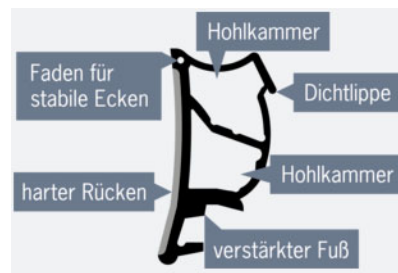 Hohlkammer
Faden für
stabile Ecken
Dichtlippe
Hohlkammer
harter Rücken
verstärkter Fuß